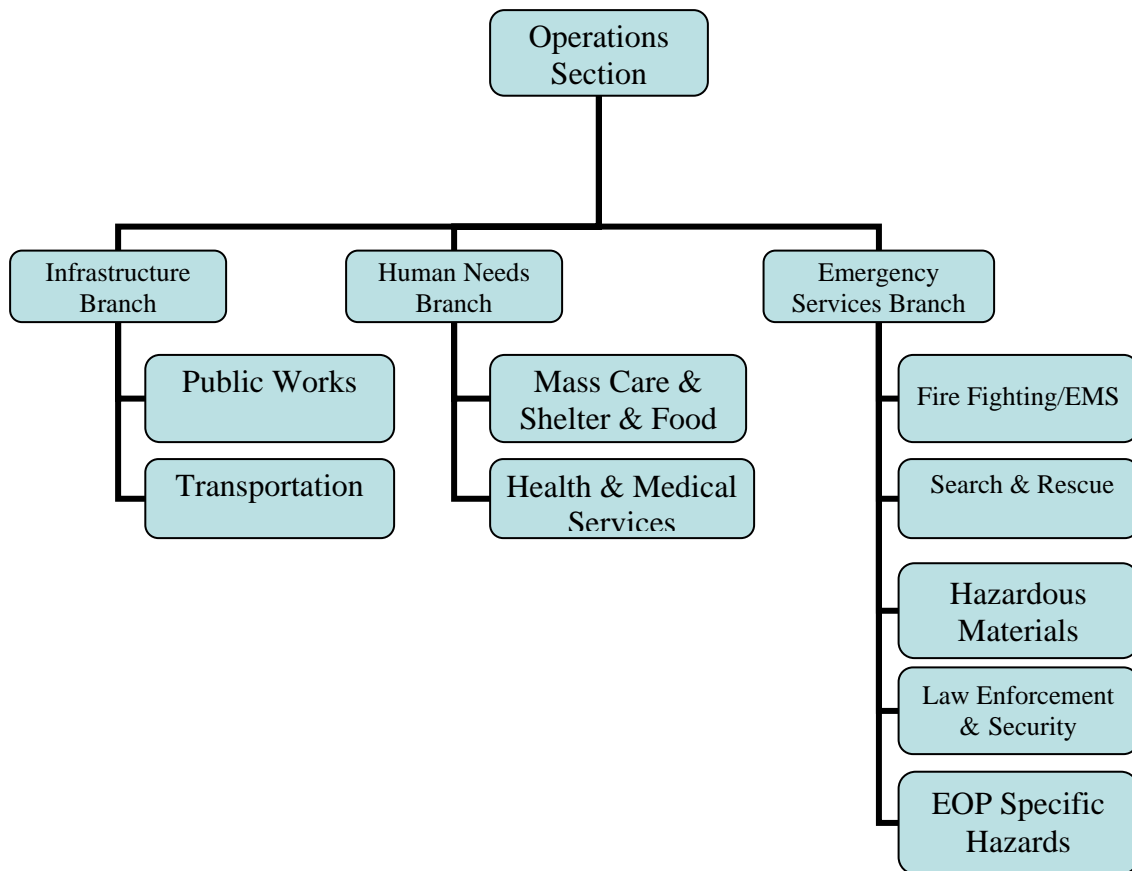 Operations
Section
Infrastructure
Branch
Human Needs
Branch
Emergency
Services Branch
Public Works
Transportation
Mass Care &
Shelter & Food
Health & Medical
Services
Fire Fighting/EMS
Search & Rescue
Hazardous
Materials
Law Enforcement
& Security
EOP Specific
Hazards